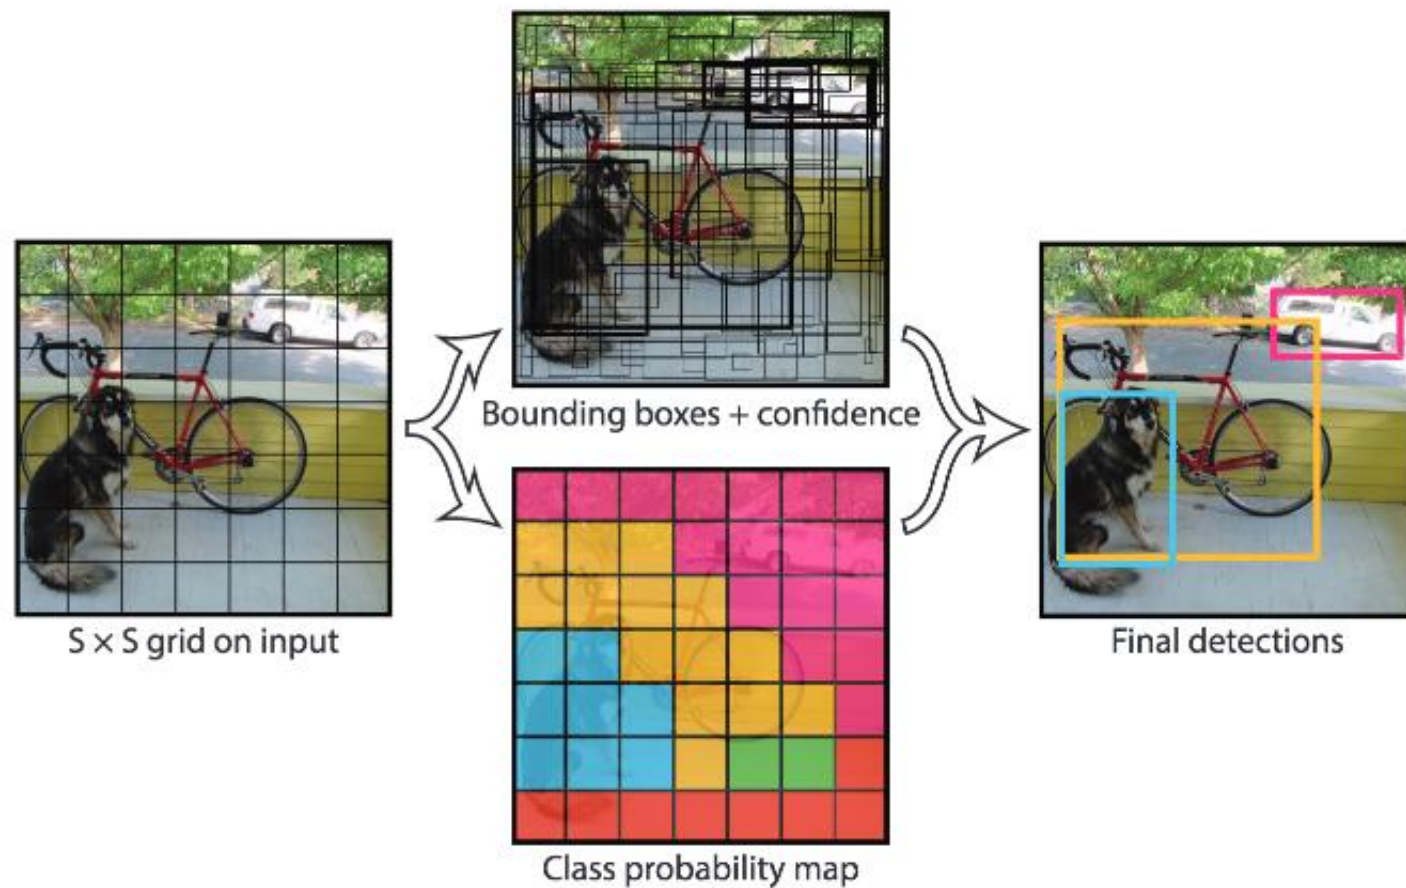 S × S grid on input
Bounding boxes + confidence
Class probability map
Final detections